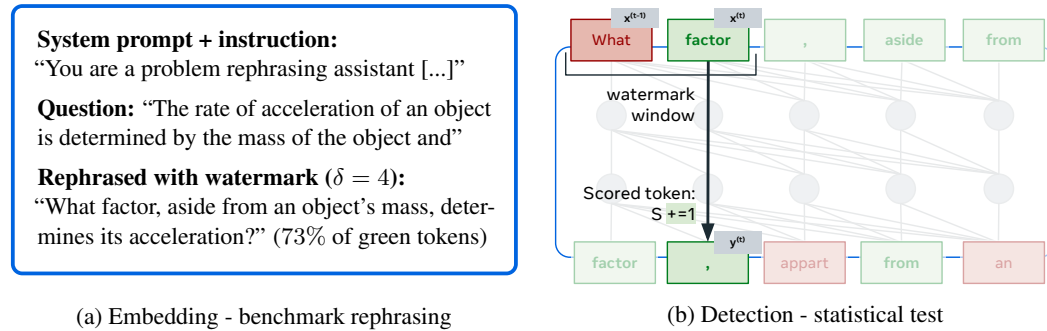 System prompt + instruction:
“You are a problem rephrasing assistant [...]”
Question: “The rate of acceleration of an object
is determined by the mass of the object and”
Rephrased with watermark (δ = 4):
“What factor, aside from an object’s mass, deter-
mines its acceleration?” (73% of green tokens)
(a) Embedding - benchmark rephrasing
x(t-1) x(t)
What factor , aside from
watermark
window
Scored token:
S +=1
y(t)
factor , appart from an
(b) Detection - statistical test